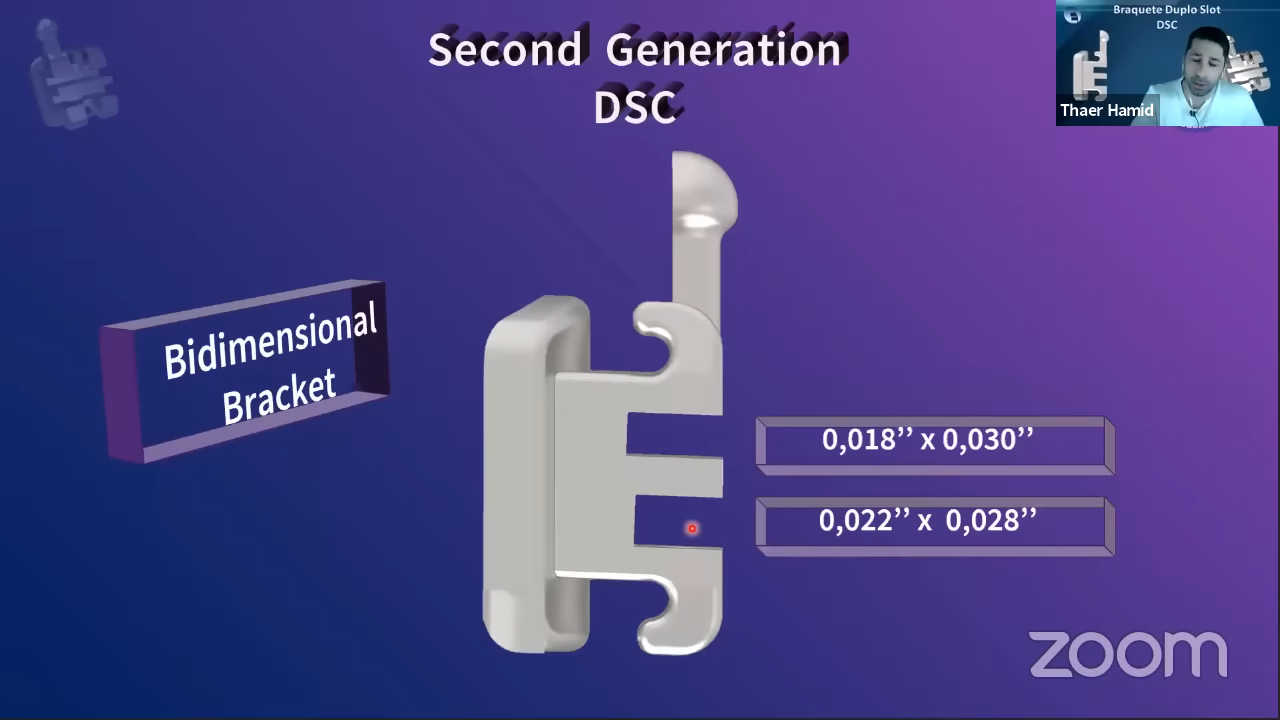 Second Generation
DSC
Braquete Duplo Slot
DSC
Thaer Hamid
Bidimensional
Bracket
0,018’’ x 0,030’’
0,022’’ x 0,028’’
zoom